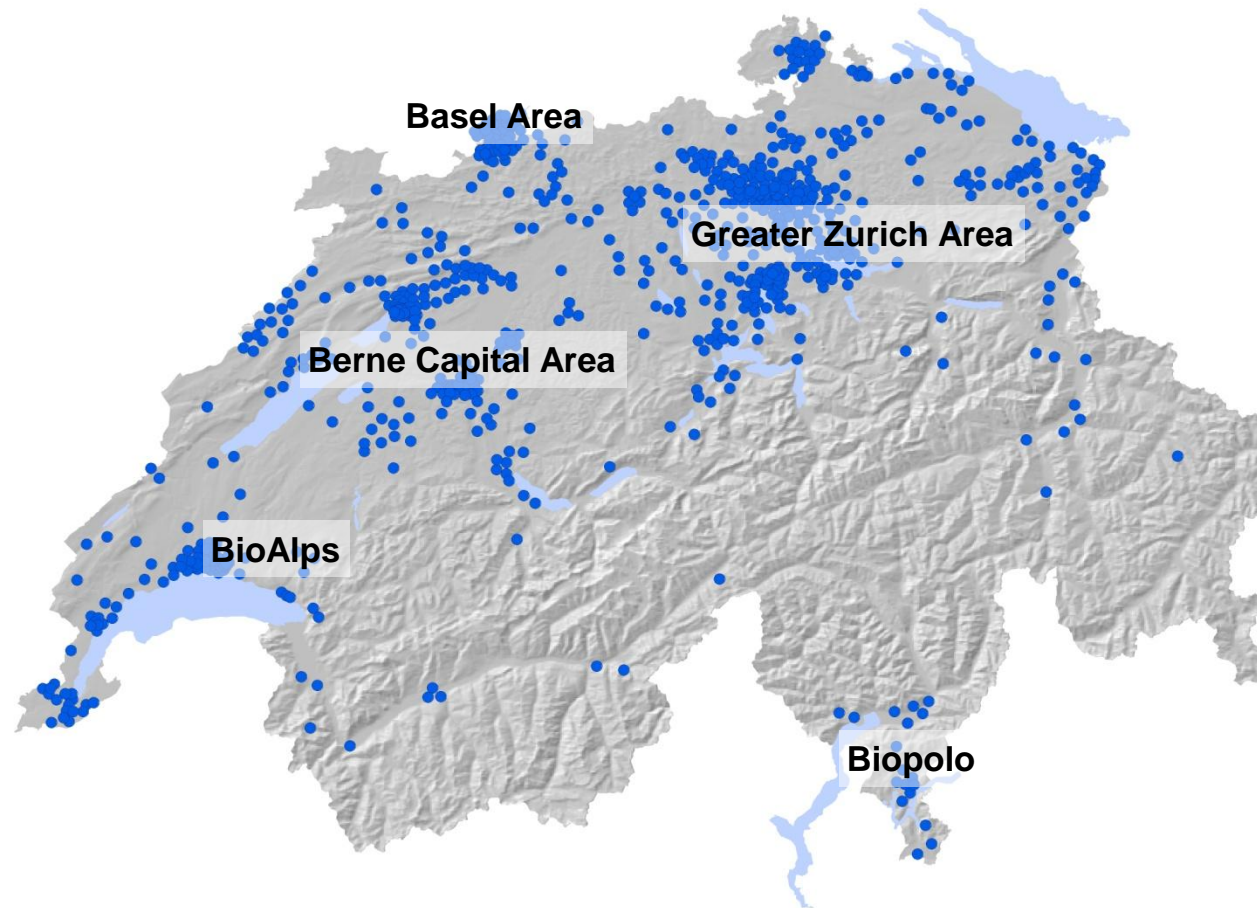 Basel Area
Greater Zurich Area
Berne Capital Area
BioAlps
Biopolo